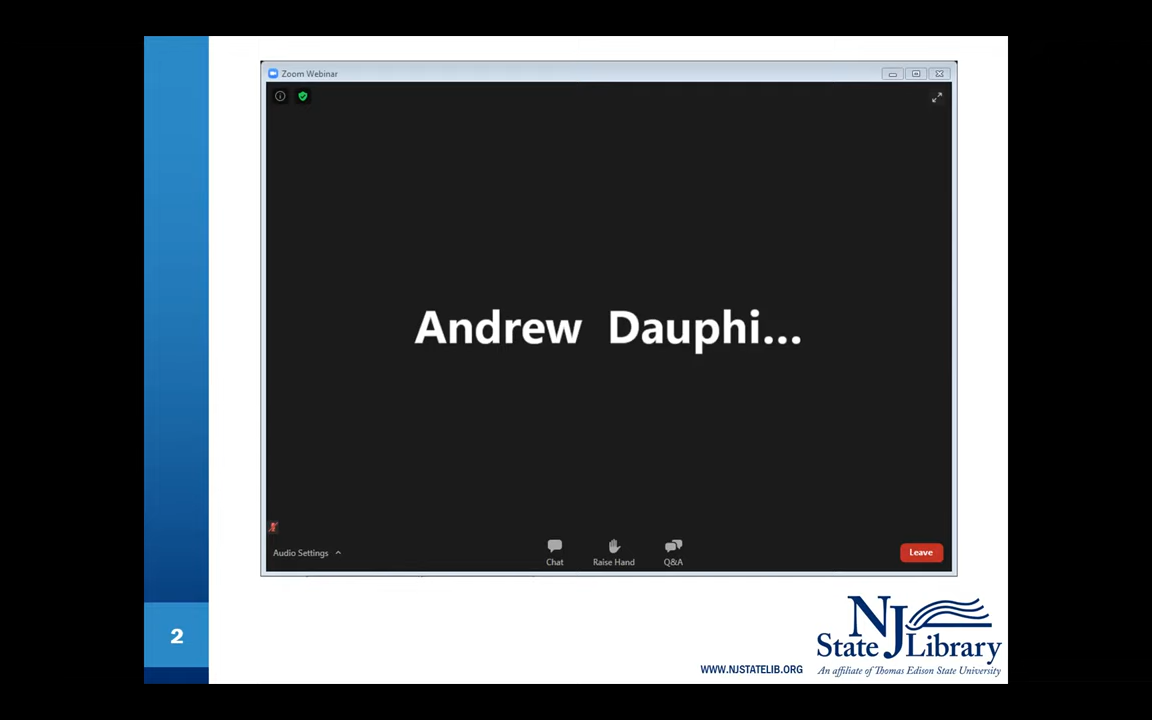 Zoom Webinar
Andrew Dauphi...
Audio Settings
Chat
Raise Hand
Q&A
Leave
2
NJ
State Library
WWW.NJSTATELIB.ORG
An affiliate of Thomas Edison State University